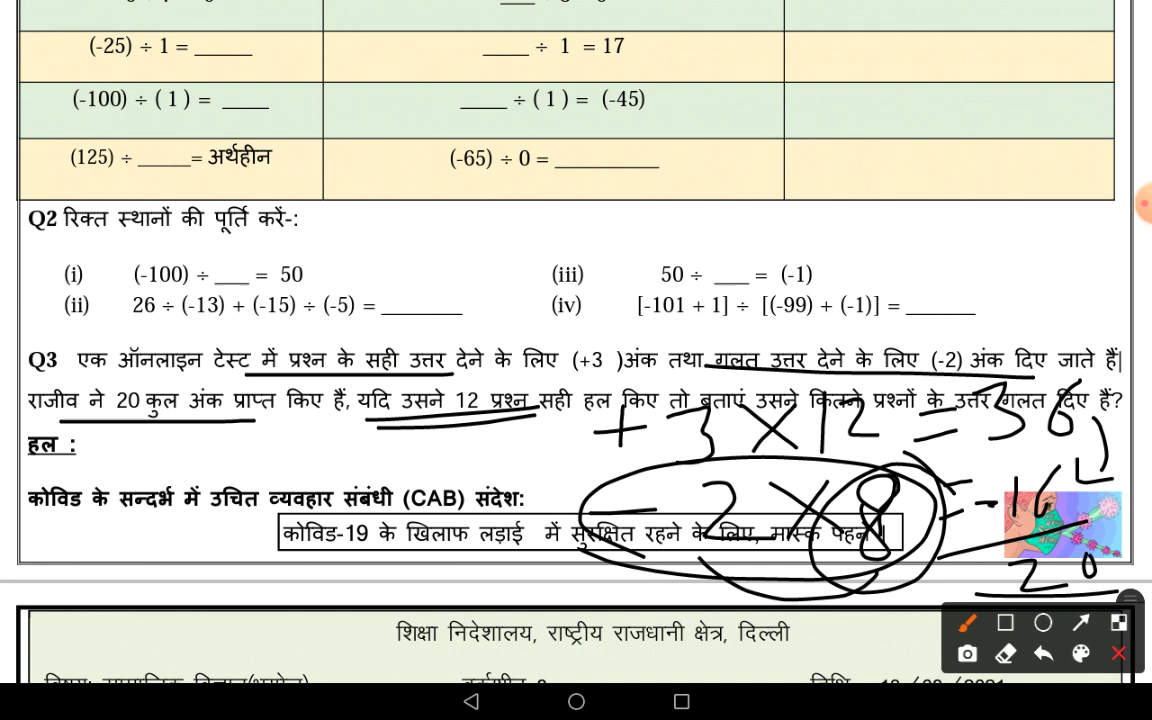 (-25) ÷ 1 = _____
____ ÷ 1 = 17
(-100) ÷ ( 1 ) = ____
____ ÷ ( 1 ) = (-45)
(125) ÷ _____= अर्थहीन
(-65) ÷ 0 = _________
Q2 रिक्त स्थानों की पूर्ति करें-:
(i) (-100) ÷ ___ = 50
(iii) 50 ÷ ___ = (-1)
(ii) 26 ÷ (-13) + (-15) ÷ (-5) = _______
(iv) [-101 + 1] ÷ [(-99) + (-1)] = ______
Q3 एक ऑनलाइन टेस्ट में प्रश्न के सही उत्तर देने के लिए (+3 )अंक तथा गलत उत्तर देने के लिए (-2) अंक दिए जाते हैं|
राजीव ने 20 कुल अंक प्राप्त किए हैं, यदि उसने 12 प्रश्न सही हल किए तो बताएं उसने कितने प्रश्नों के उत्तर गलत दिए हैं?
+3×12=36
हल :
-2×8=-16
20
कोविड के सन्दर्भ में उचित व्यवहार संबंधी (CAB) संदेश:
कोविड-19 के खिलाफ लड़ाई में सुरक्षित रहने के लिए, मास्क पहनें |
शिक्षा निदेशालय, राष्ट्रीय राजधानी क्षेत्र, दिल्ली